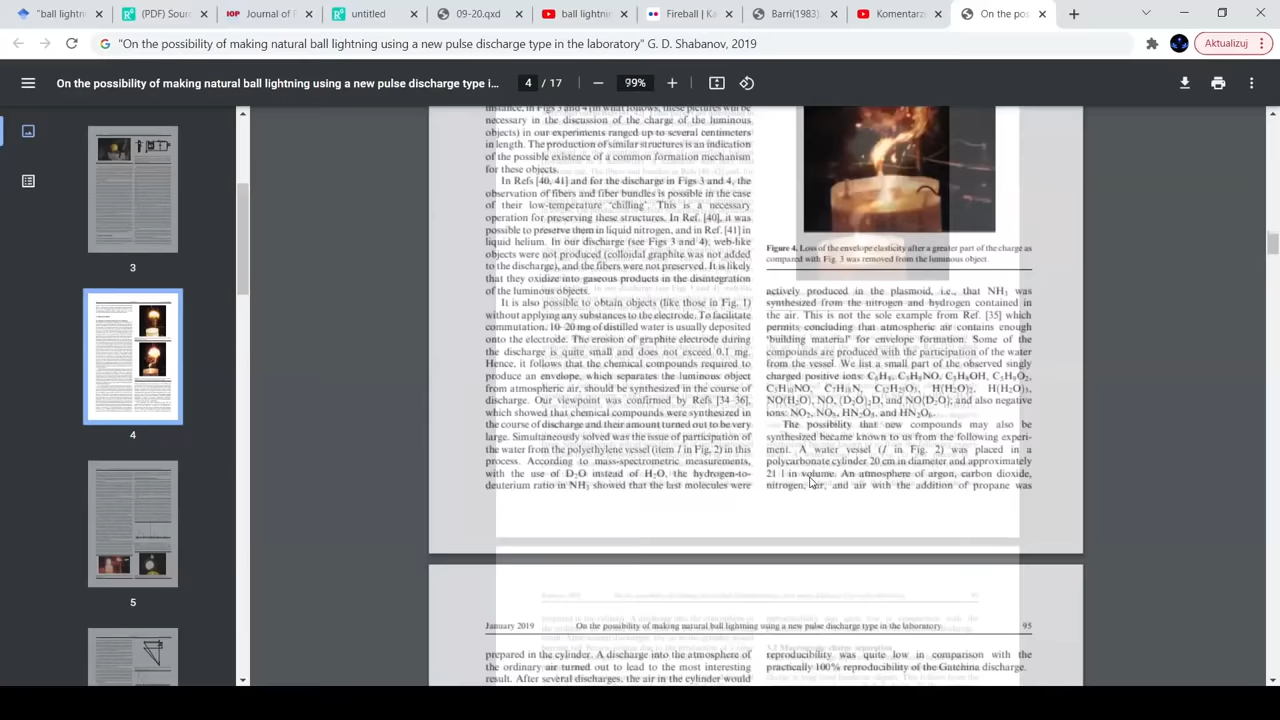 "ball lightni
(PDF) Sourc
IOP
Journal of P
untitled
09-20.qxd
ball lightnin
Fireball | Ka
Barri(1983).
Komentarz
On the pos
"On the possibility of making natural ball lightning using a new pulse discharge type in the laboratory" G. D. Shabanov, 2019
Aktualizuj
On the possibility of making natural ball lightning using a new pulse discharge type i...
4 / 17
99%
3
4
5
instance, in Figs 3 and 4 (in what follows, these pictures will be
necessary in the discussion of the charge of the luminous
objects) in our experiments ranged up to several centimeters
in length. The production of similar structures is an indication
of the possible existence of a common formation mechanism
for these objects.
In Refs [40, 41] and for the discharge in Figs 3 and 4, the
observation of fibers and fiber bundles is possible in the case
of their low-temperature 'chilling'. This is a necessary
operation for preserving these structures. In Ref. [40], it was
possible to preserve them in liquid nitrogen, and in Ref. [41] in
liquid helium. In our discharge (see Figs 3 and 4), web-like
objects were not produced (colloidal graphite was not added
to the discharge), and the fibers were not preserved. It is likely
that they oxidize into gaseous products in the disintegration
of the luminous objects.
It is also possible to obtain objects (like those in Fig. 1)
without applying any substances to the electrode. To facilitate
commutation, 10–20 mg of distilled water is usually deposited
onto the electrode. The erosion of graphite electrode during
the discharge is quite small and does not exceed 0.1 mg.
Hence, it follows that the chemical compounds required to
produce an envelope, which separates the luminous object
from atmospheric air, should be synthesized in the course of
discharge. Our viewpoint was confirmed by Refs [34–36],
which showed that chemical compounds were synthesized in
the course of discharge and their amount turned out to be very
large. Simultaneously solved was the issue of participation of
the water from the polyethylene vessel (item 1 in Fig. 2) in this
process. According to mass-spectrometric measurements,
with the use of D2O instead of H2O, the hydrogen-to-
deuterium ratio in NH3 showed that the last molecules were
Figure 4. Loss of the envelope elasticity after a greater part of the charge as
compared with Fig. 3 was removed from the luminous object.
actively produced in the plasmoid, i.e., that NH3 was
synthesized from the nitrogen and hydrogen contained in
the air. This is not the sole example from Ref. [35] which
permits concluding that atmospheric air contains enough
'building material' for envelope formation. Some of the
compounds are produced with the participation of the water
from the vessel. We list a small part of the observed singly
charged positive ions:
and also negative
ions:
The possibility that new compounds may also be
synthesized became known to us from the following experi-
ment. A water vessel (1 in Fig. 2) was placed in a
polycarbonate cylinder 20 cm in diameter and approximately
21 l in volume. An atmosphere of argon, carbon dioxide,
nitrogen, air, and air with the addition of propane was
January 2019
On the possibility of making natural ball lightning using a new pulse discharge type in the laboratory
95
prepared in the cylinder. A discharge into the atmosphere of
the ordinary air turned out to lead to the most interesting
result. After several discharges, the air in the cylinder would
reproducibility was quite low in comparison with the
practically 100% reproducibility of the Gatchina discharge.